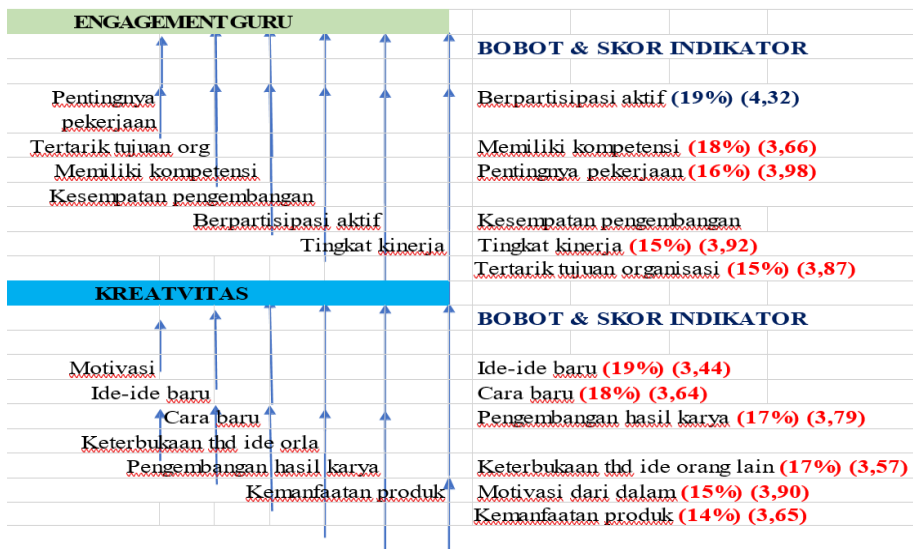 ENGAGEMENT GURU
BOBOT & SKOR INDIKATOR
Pentingnya pekerjaan
Berpartisipasi aktif (19%) (4,32)
Tertarik tujuan org
Memiliki kompetensi (18%) (3,66)
Memiliki kompetensi
Pentingnya pekerjaan (16%) (3,98)
Kesempatan pengembangan
Berpartisipasi aktif
Kesempatan pengembangan
Tingkat kinerja
Tingkat kinerja (15%) (3,92)
Tertarik tujuan organisasi (15%) (3,87)
KREATVITAS
BOBOT & SKOR INDIKATOR
Motivasi
Ide-ide baru (19%) (3,44)
Ide-ide baru
Cara baru (18%) (3,64)
Cara baru
Pengembangan hasil karya (17%) (3,79)
Keterbukaan thd ide orla
Pengembangan hasil karya
Keterbukaan thd ide orang lain (17%) (3,57)
Kemanfaatan produk
Motivasi dari dalam (15%) (3,90)
Kemanfaatan produk (14%) (3,65)